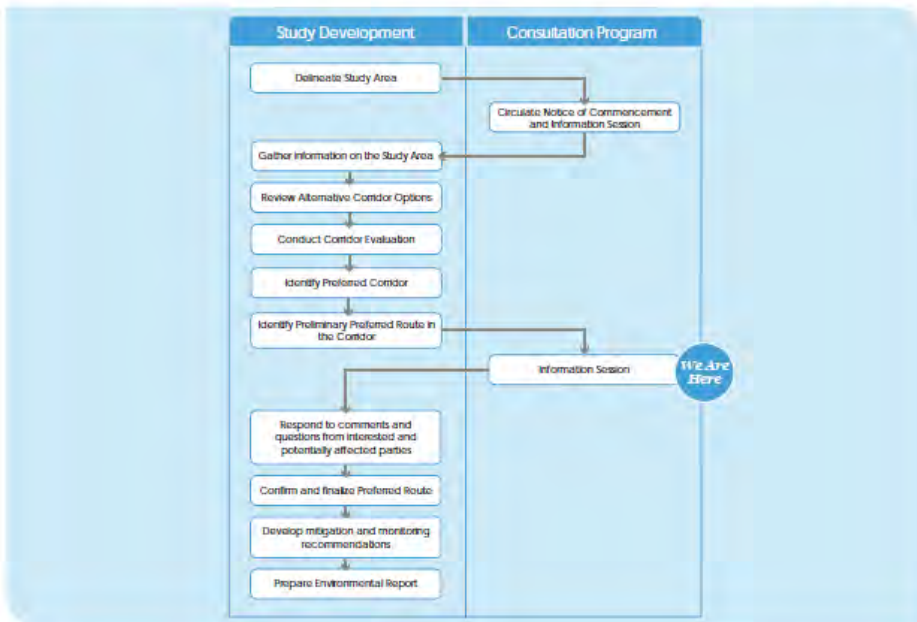 Study Development
Consultation Program
Delineate Study Area
Circulate Notice of Commencement
and Information Session
Gather information on the Study Area
Review Alternative Corridor Options
Conduct Corridor Evaluation
Identify Preferred Corridor
Identify Preliminary Preferred Route in
the Corridor
Information Session
We Are
Here
Respond to comments and
questions from interested and
potentially affected parties
Confirm and finalize Preferred Route
Develop mitigation and monitoring
recommendations
Prepare Environmental Report